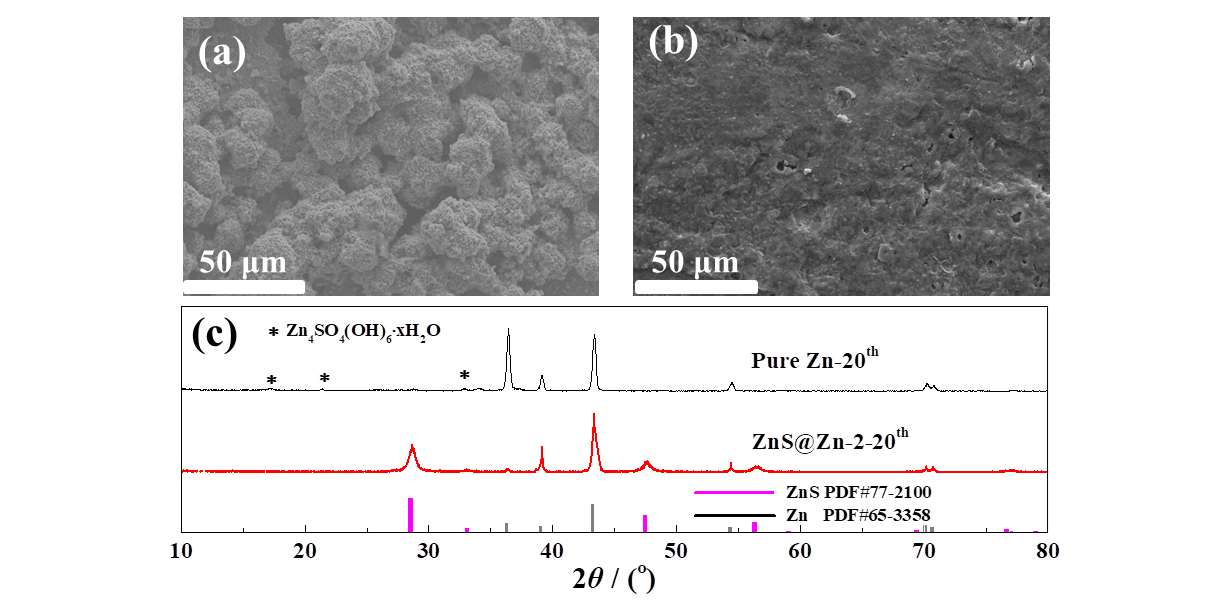 (a)
50 μm
(b)
50 μm
(c)
* Zn₄SO₄(OH)₆·xH₂O
* * *
Pure Zn-20ᵗʰ
ZnS@Zn-2-20ᵗʰ
ZnS PDF#77-2100
Zn PDF#65-3358
10 20 30 40 50 60 70 80
2θ / (°)